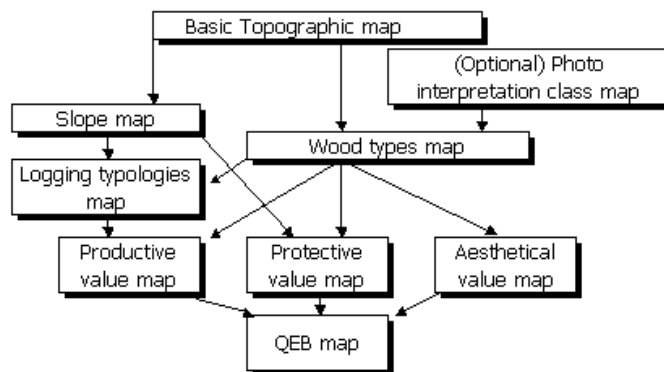 Basic Topographic map
(Optional) Photo
interpretation class map
Slope map
Wood types map
Logging typologies
map
Productive
value map
Protective
value map
Aesthetical
value map
QEB map